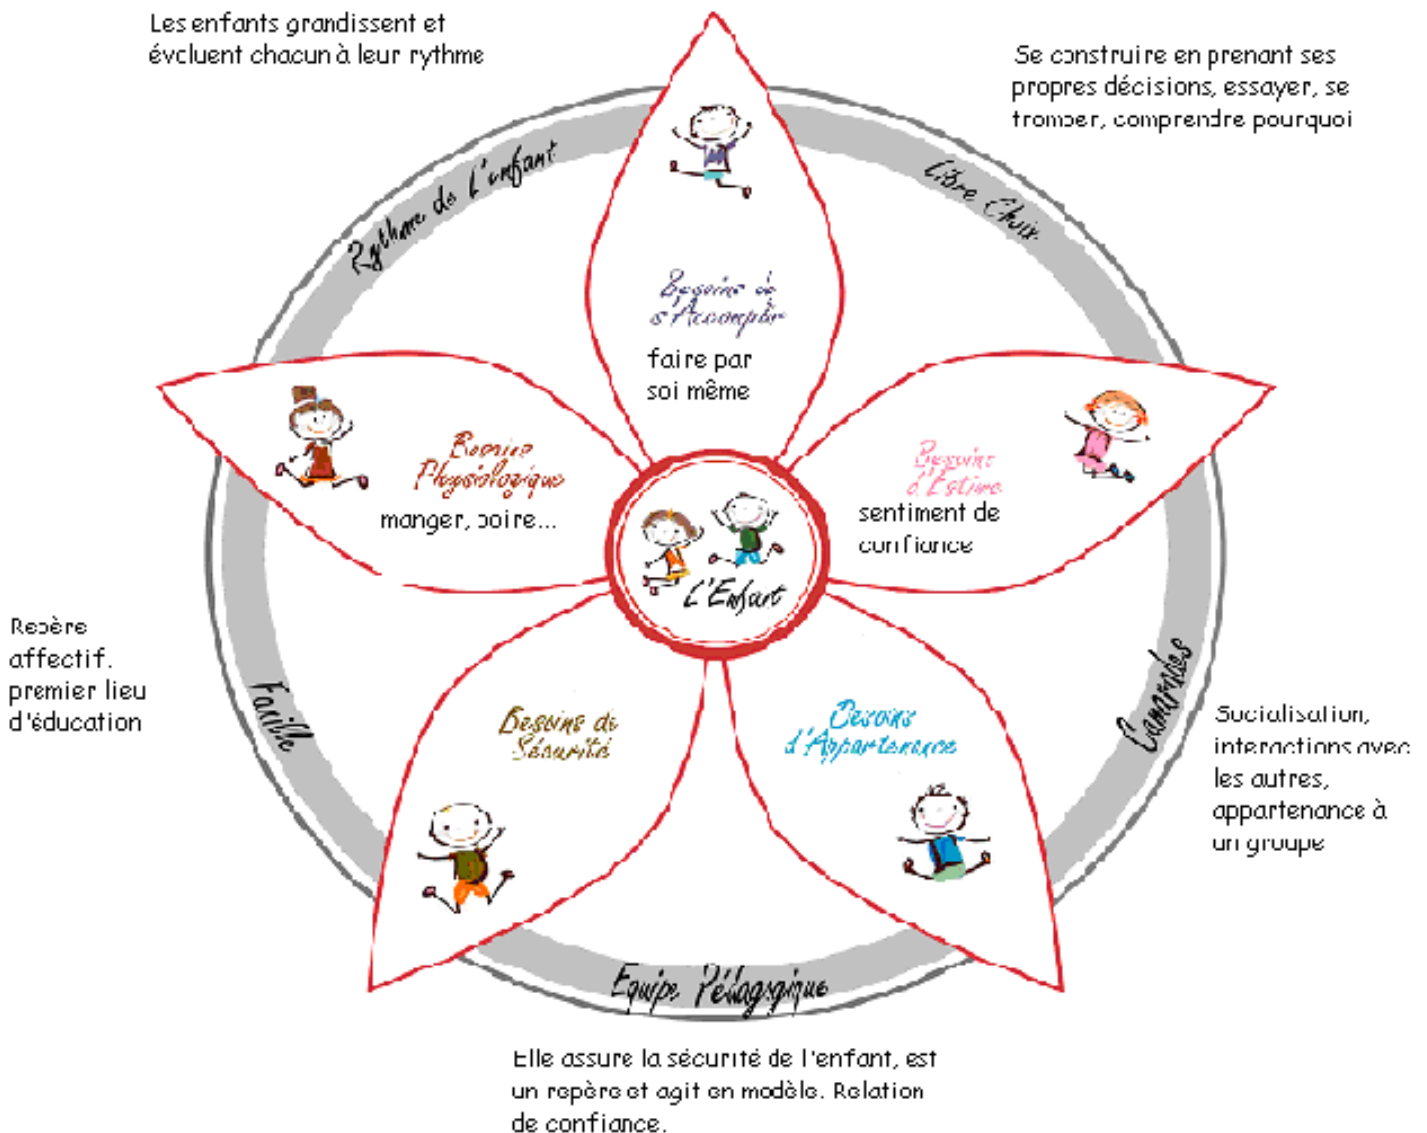 Les enfants grandissent et
évoluent chacun à leur rythme
Se construire en prenant ses
propres décisions, essayer, se
tromper, comprendre pourquoi
Rythme de L'enfant
Libre Choix
Besoins de
s'Accomplir
faire par
soi même
Besoins
Physiologique
manger, boire...
Besoins
d'Estime
sentiment de
confiance
L'Enfant
Repère
affectif.
premier lieu
d'éducation
Famille
Besoins de
Sécurité
Besoins
d'Appartenance
Camarades
Socialisation,
interactions avec
les autres,
appartenance à
un groupe
Equipe Pédagogique
Elle assure la sécurité de l'enfant, est
un repère et agit en modèle. Relation
de confiance.